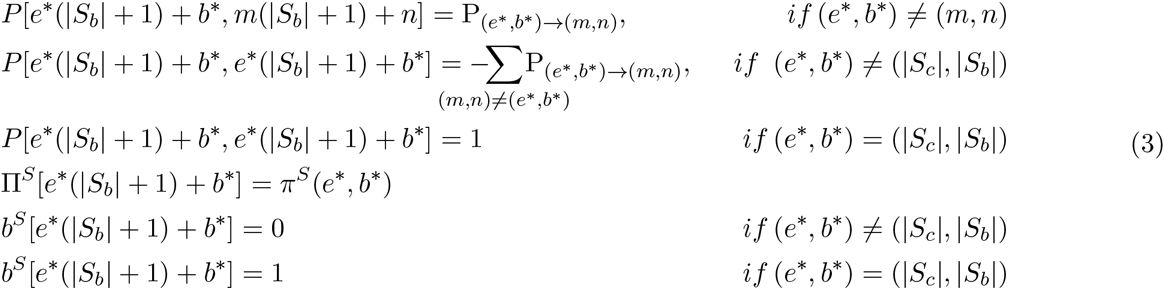 P[e*(|S_b| + 1) + b*, m(|S_b| + 1) + n] = P_{(e*,b*)→(m,n)}, if (e*, b*) ≠ (m, n)
P[e*(|S_b| + 1) + b*, e*(|S_b| + 1) + b*] = −∑_{(m,n)≠(e*,b*)} P_{(e*,b*)→(m,n)}, if (e*, b*) ≠ (|S_c|, |S_b|)
P[e*(|S_b| + 1) + b*, e*(|S_b| + 1) + b*] = 1 if (e*, b*) = (|S_c|, |S_b|) (3)
Π^S[e*(|S_b| + 1) + b*] = π^S(e*, b*)
b^S[e*(|S_b| + 1) + b*] = 0 if (e*, b*) ≠ (|S_c|, |S_b|)
b^S[e*(|S_b| + 1) + b*] = 1 if (e*, b*) = (|S_c|, |S_b|)